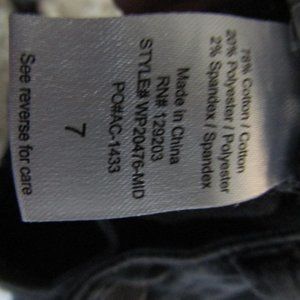 78% Cotton / Cotton
20% Polyester / Polyester
2% Spandex / Spandex
Made in China
RN# 129203
STYLE# WP20476-MID
PO#AC-1433
7
See reverse for care